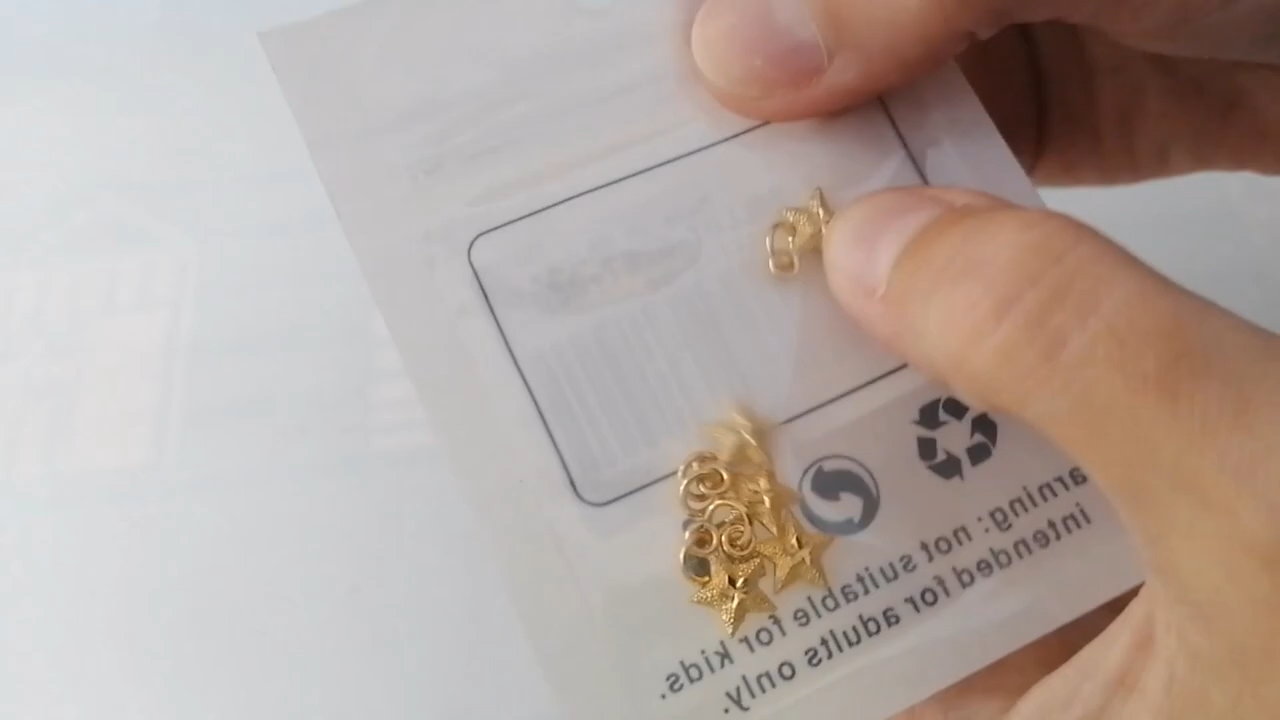 arning: not suitable for kids.
intended for adults only.